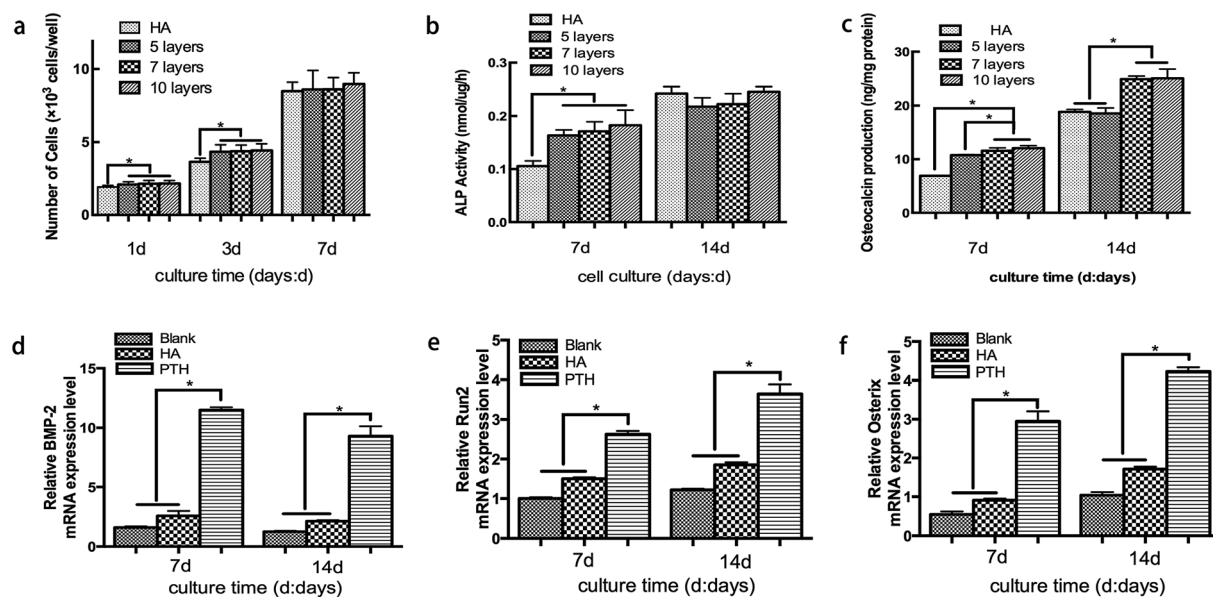 a
Number of Cells (×10³ cells/well)
HA
5 layers
7 layers
10 layers
10
5
0
*
*
1d
3d
7d
culture time (days:d)
b
ALP Activity (nmol/ug/h)
HA
5 layers
7 layers
10 layers
0.3
0.2
0.1
0.0
*
7d
14d
cell culture (days:d)
c
Osteocalcin production (ng/mg protein)
HA
5 layers
7 layers
10 layers
30
20
10
0
*
*
*
7d
14d
culture time (d:days)
d
Relative BMP-2
mRNA expression level
Blank
HA
PTH
15
10
5
0
*
*
7d
14d
culture time (d:days)
e
Relative Run2
mRNA expression level
Blank
HA
PTH
5
4
3
2
1
0
*
*
7d
14d
culture time (d:days)
f
Relative Osterix
mRNA expression level
Blank
HA
PTH
5
4
3
2
1
0
*
*
7d
14d
culture time (d:days)